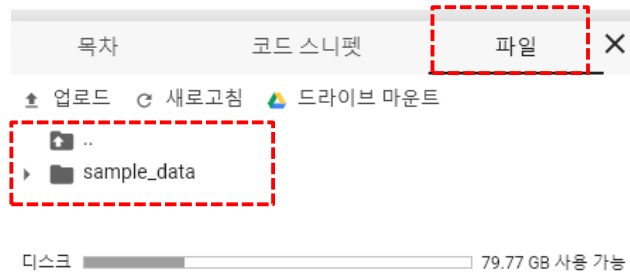 목차 코드 스니펫 파일
업로드 새로고침 드라이브 마운트
..
sample_data
디스크 79.77 GB 사용 가능